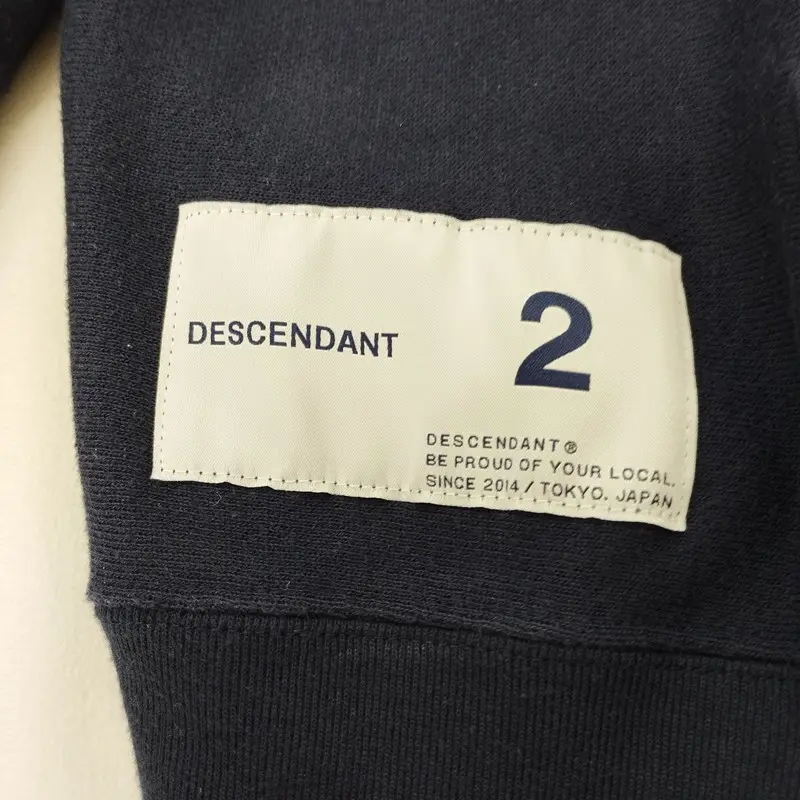 DESCENDANT
2
DESCENDANT®
BE PROUD OF YOUR LOCAL.
SINCE 2014 / TOKYO. JAPAN